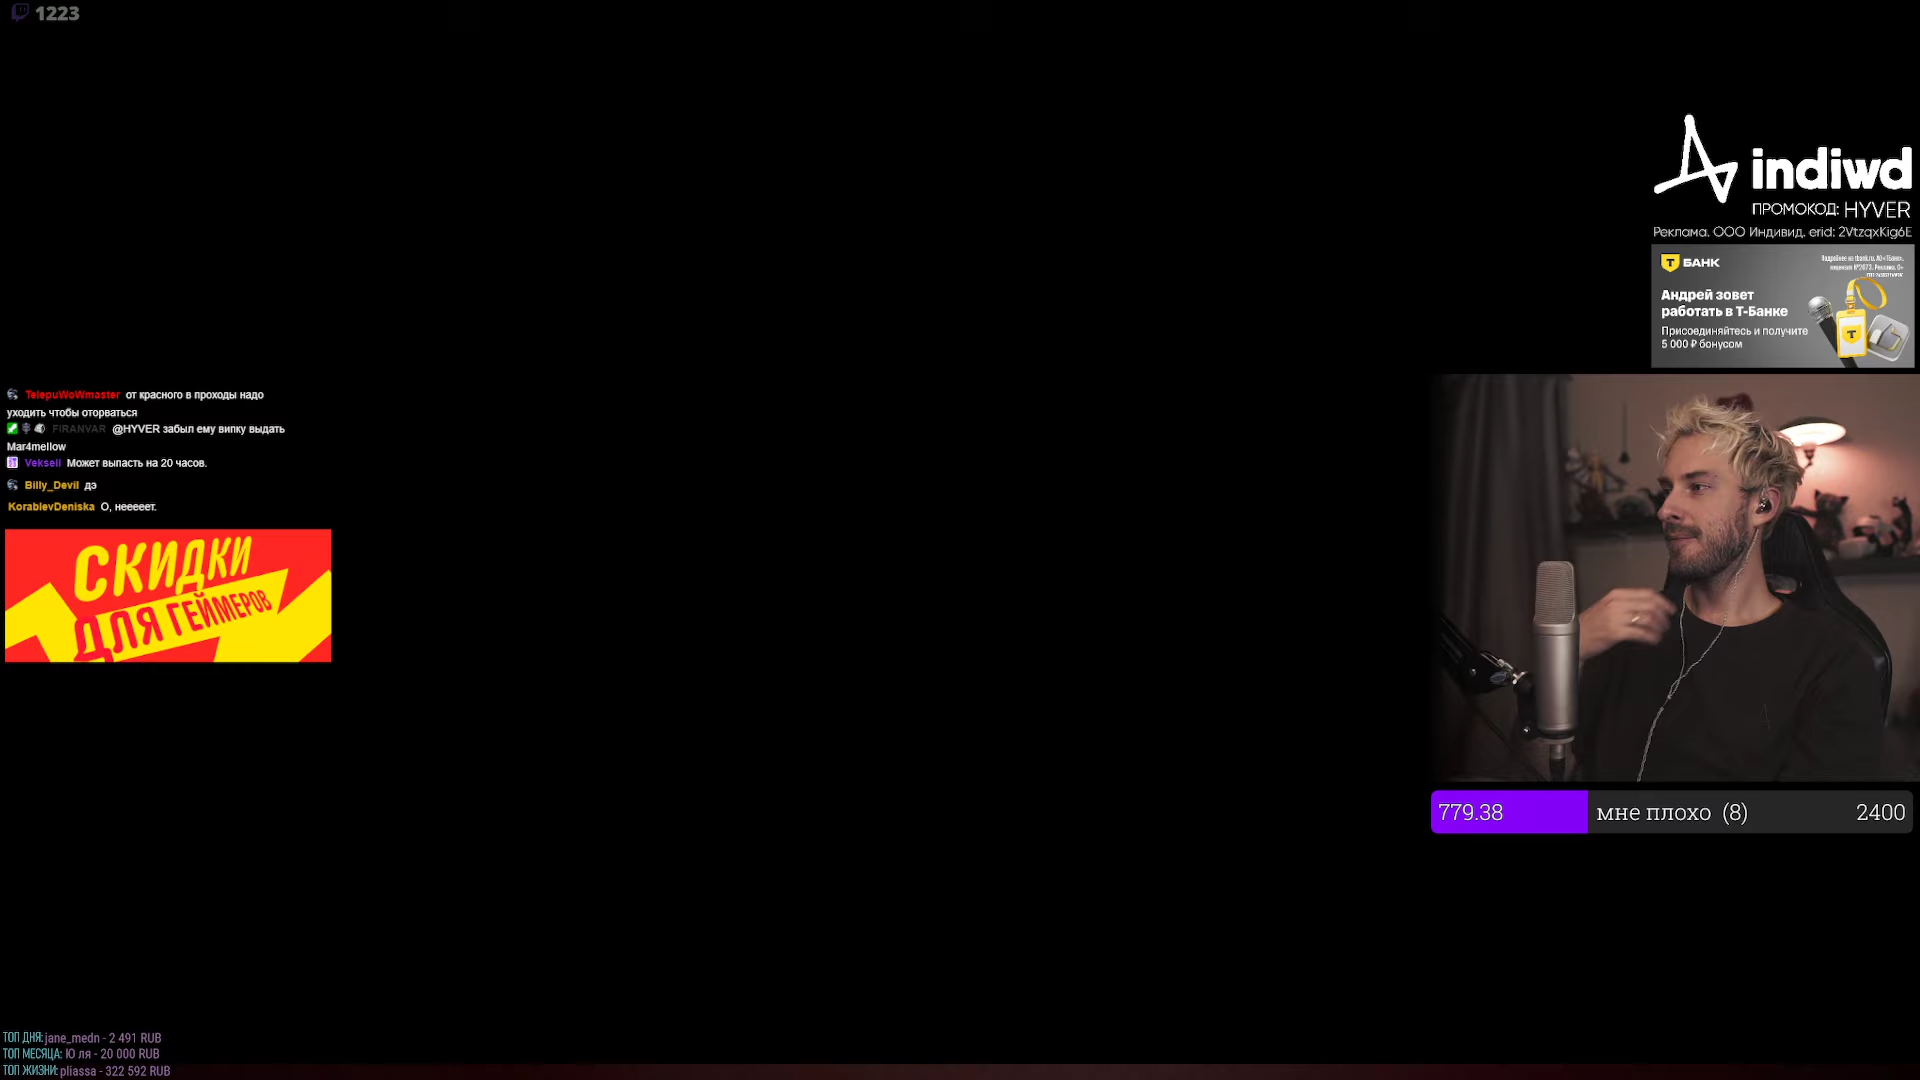 1223
indiwd
ПРОМОКОД: HYVER
Реклама. ООО Индивид. erid: 2VtzqxKig6E
Т БАНК
Андрей зовет
работать в Т-Банке
Присоединяйтесь и получите
5 000 ₽ бонусом
TelepuWoWmaster от красного в проходы надо
уходить чтобы оторваться
FIRANVAR @HYVER забыл ему випку выдать
Mar4mellow
Veksell Может выпасть на 20 часов.
Billy_Devil дэ
KorablevDeniska О, нееееет.
СКИДКИ
ДЛЯ ГЕЙМЕРОВ
779.38 мне плохо (8) 2400
ТОП ДНЯ: jane_medn - 2 491 RUB
ТОП МЕСЯЦА: Ю ля - 20 000 RUB
ТОП ЖИЗНИ: pliassa - 322 592 RUB